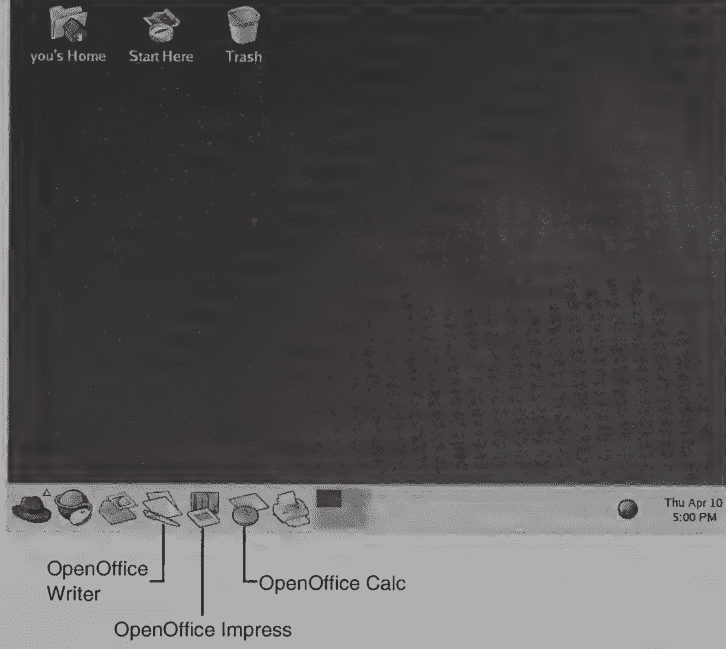 you's Home
Start Here
Trash
Thu Apr 10
5:00 PM
OpenOffice
Writer
OpenOffice Calc
OpenOffice Impress